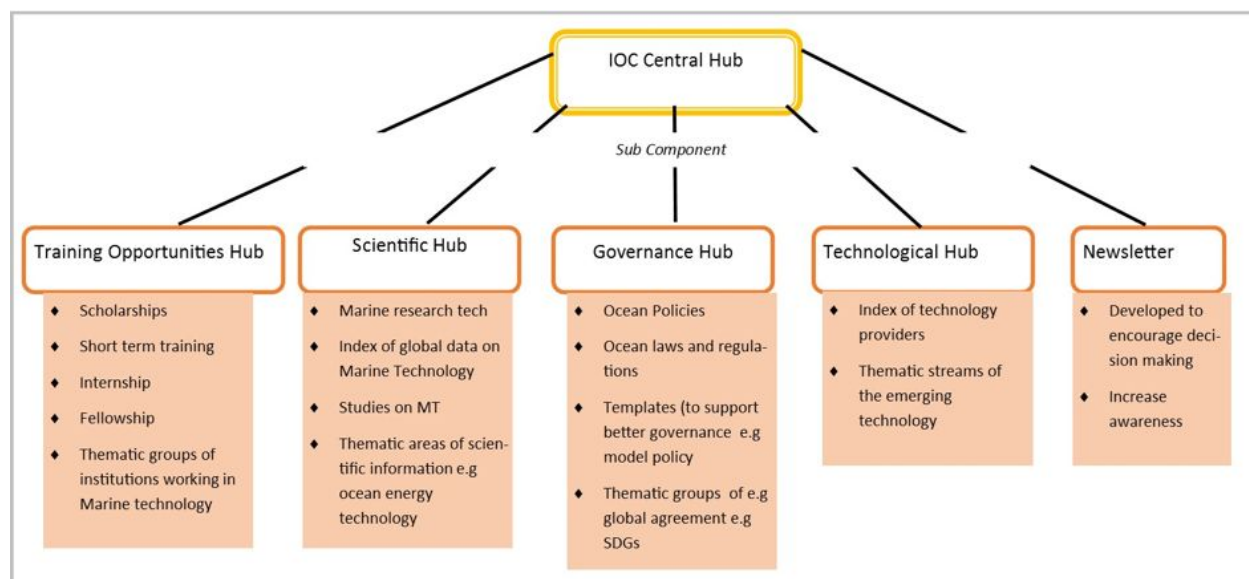 IOC Central Hub
Sub Component
Training Opportunities Hub
♦ Scholarships
♦ Short term training
♦ Internship
♦ Fellowship
♦ Thematic groups of
institutions working in
Marine technology
Scientific Hub
♦ Marine research tech
♦ Index of global data on
Marine Technology
♦ Studies on MT
♦ Thematic areas of scien-
tific information e.g
ocean energy
technology
Governance Hub
♦ Ocean Policies
♦ Ocean laws and regula-
tions
♦ Templates (to support
better governance e.g
model policy
♦ Thematic groups of e.g
global agreement e.g
SDGs
Technological Hub
♦ Index of technology
providers
♦ Thematic streams of
the emerging
technology
Newsletter
♦ Developed to
encourage deci-
sion making
♦ Increase
awareness